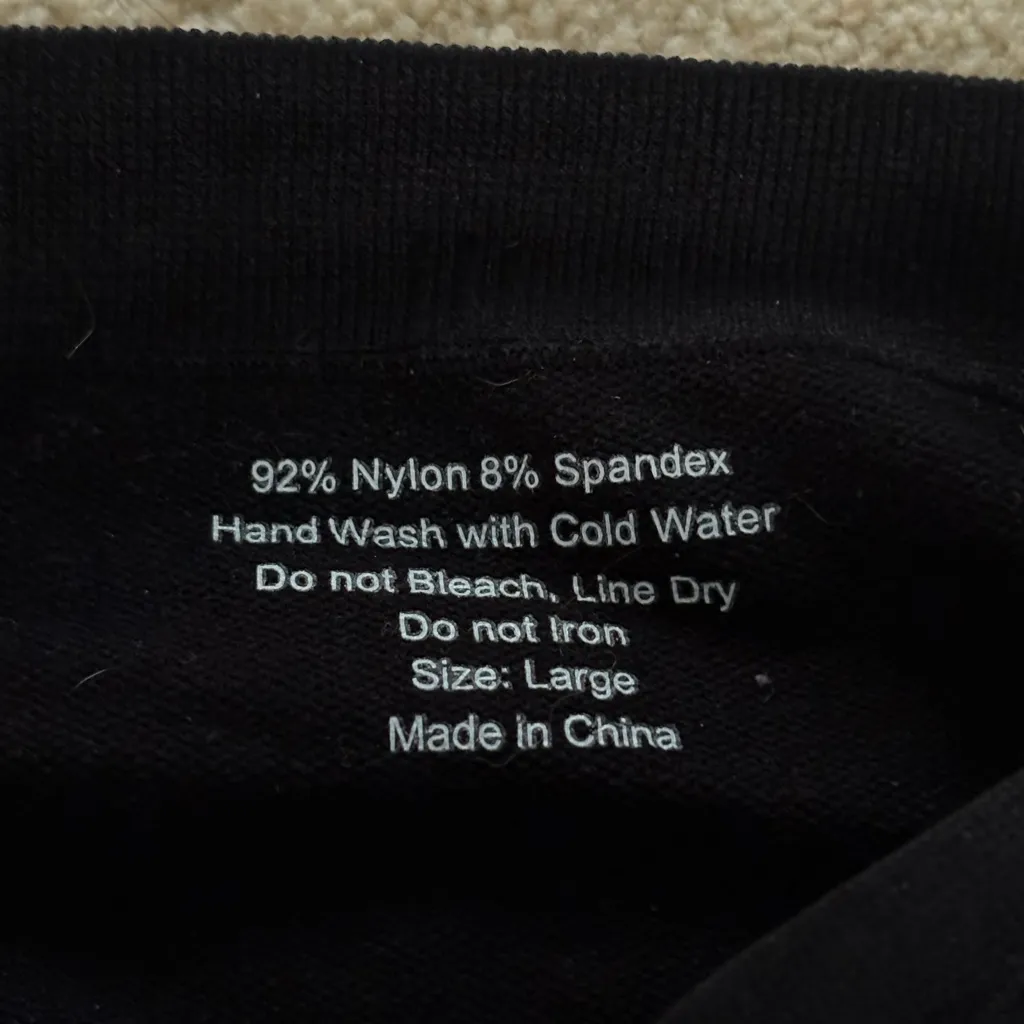 92% Nylon 8% Spandex
Hand Wash with Cold Water
Do not Bleach, Line Dry
Do not Iron
Size: Large
Made in China